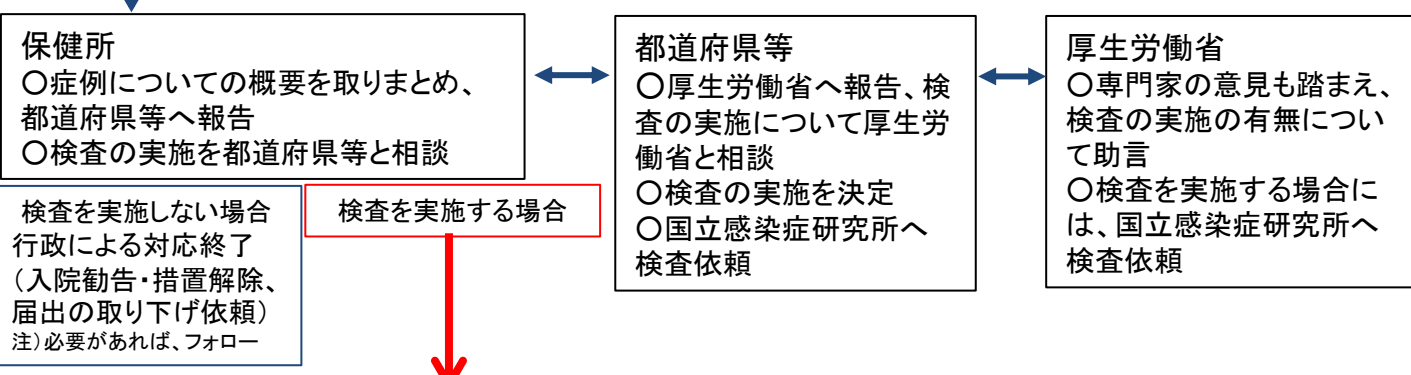 保健所
〇症例についての概要を取りまとめ、
都道府県等へ報告
〇検査の実施を都道府県等と相談
検査を実施しない場合
行政による対応終了
（入院勧告・措置解除、
届出の取り下げ依頼）
注）必要があれば、フォロー
検査を実施する場合
都道府県等
〇厚生労働省へ報告、検
査の実施について厚生労
働省と相談
〇検査の実施を決定
〇国立感染症研究所へ
検査依頼
厚生労働省
〇専門家の意見も踏まえ、
検査の実施の有無につい
て助言
〇検査を実施する場合に
は、国立感染症研究所へ
検査依頼